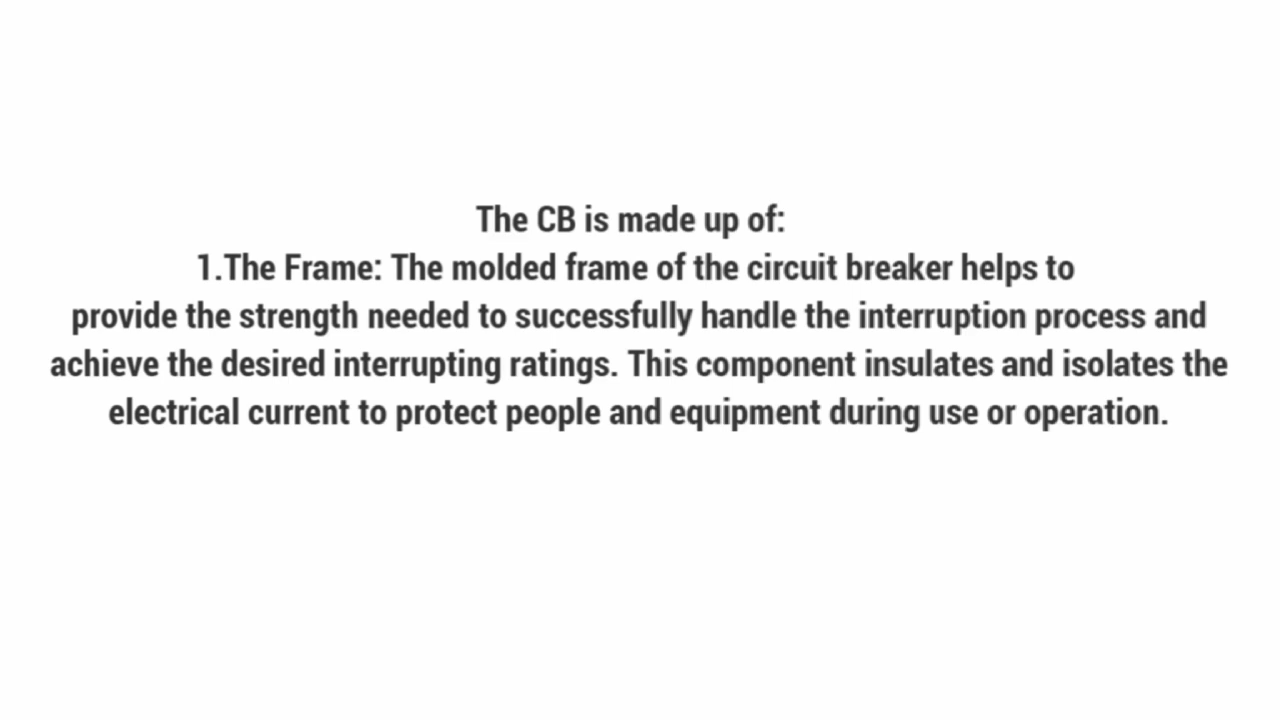 The CB is made up of:
1.The Frame: The molded frame of the circuit breaker helps to
provide the strength needed to successfully handle the interruption process and
achieve the desired interrupting ratings. This component insulates and isolates the
electrical current to protect people and equipment during use or operation.